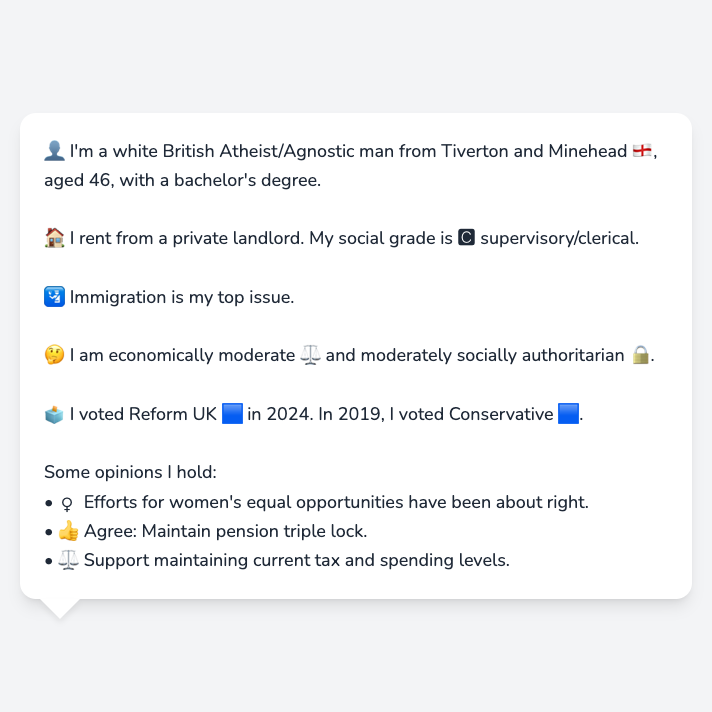 👤 I'm a white British Atheist/Agnostic man from Tiverton and Minehead 🏴󠁧󠁢󠁥󠁮󠁧󠁿,
aged 46, with a bachelor's degree.
🏠 I rent from a private landlord. My social grade is 🅲 supervisory/clerical.
🛂 Immigration is my top issue.
🤔 I am economically moderate ⚖️ and moderately socially authoritarian 🔒.
🗳️ I voted Reform UK 🟦 in 2024. In 2019, I voted Conservative 🟦.
Some opinions I hold:
• ♀ Efforts for women's equal opportunities have been about right.
• 👍 Agree: Maintain pension triple lock.
• ⚖️ Support maintaining current tax and spending levels.